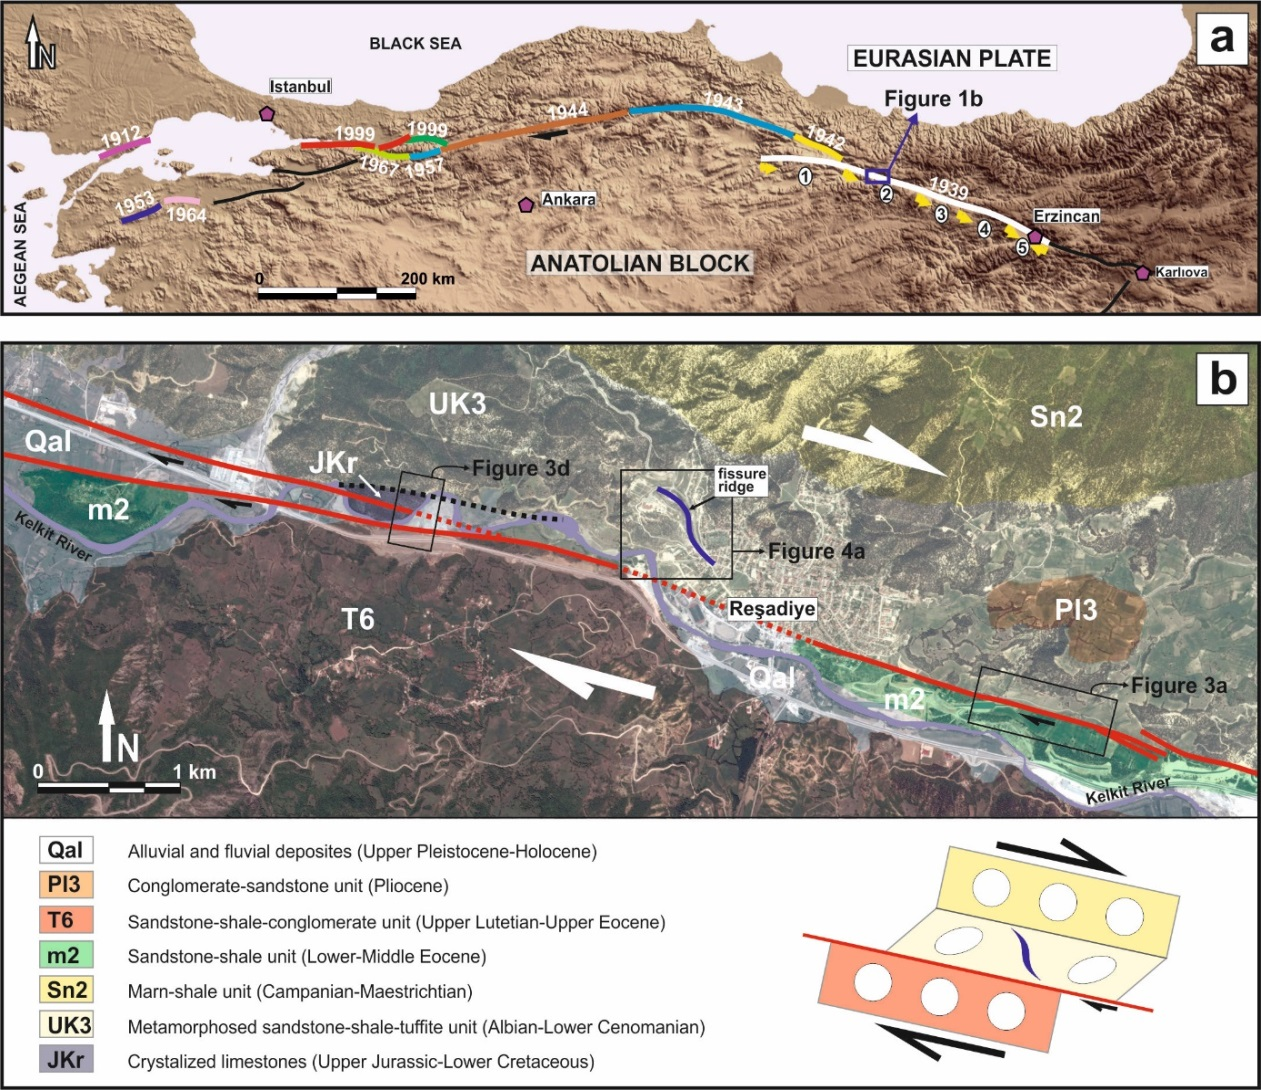 a
N
BLACK SEA
EURASIAN PLATE
Figure 1b
Istanbul
1912
1999
1999
1944
1943
1942
1967
1957
1
2
1939
3
4
5
1953
1964
Ankara
Erzincan
Karlıova
AEGEAN SEA
ANATOLIAN BLOCK
0
200 km
b
UK3
Sn2
Qal
JKr
Figure 3d
fissure
ridge
m2
Kelkit River
Figure 4a
T6
Reşadiye
Pl3
Qal
m2
Figure 3a
N
0
1 km
Kelkit River
Qal Alluvial and fluvial deposites (Upper Pleistocene-Holocene)
Pl3 Conglomerate-sandstone unit (Pliocene)
T6 Sandstone-shale-conglomerate unit (Upper Lutetian-Upper Eocene)
m2 Sandstone-shale unit (Lower-Middle Eocene)
Sn2 Marn-shale unit (Campanian-Maestrichtian)
UK3 Metamorphosed sandstone-shale-tuffite unit (Albian-Lower Cenomanian)
JKr Crystalized limestones (Upper Jurassic-Lower Cretaceous)